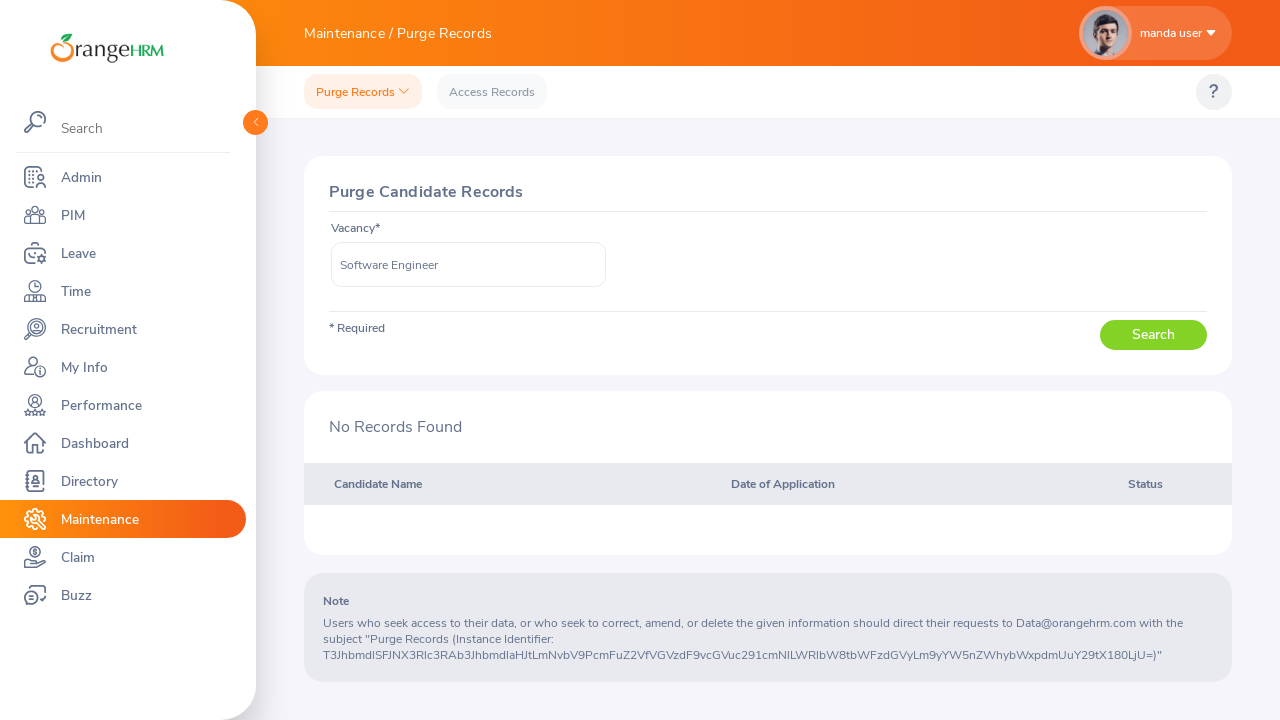 OrangeHRM
Maintenance / Purge Records
manda user
Purge Records
Access Records
?
Search
Admin
PIM
Leave
Time
Recruitment
My Info
Performance
Dashboard
Directory
Maintenance
Claim
Buzz
Purge Candidate Records
Vacancy*
Software Engineer
* Required
Search
No Records Found
Candidate Name Date of Application Status
Note
Users who seek access to their data, or who seek to correct, amend, or delete the given information should direct their requests to Data@orangehrm.com with the
subject "Purge Records (Instance Identifier: